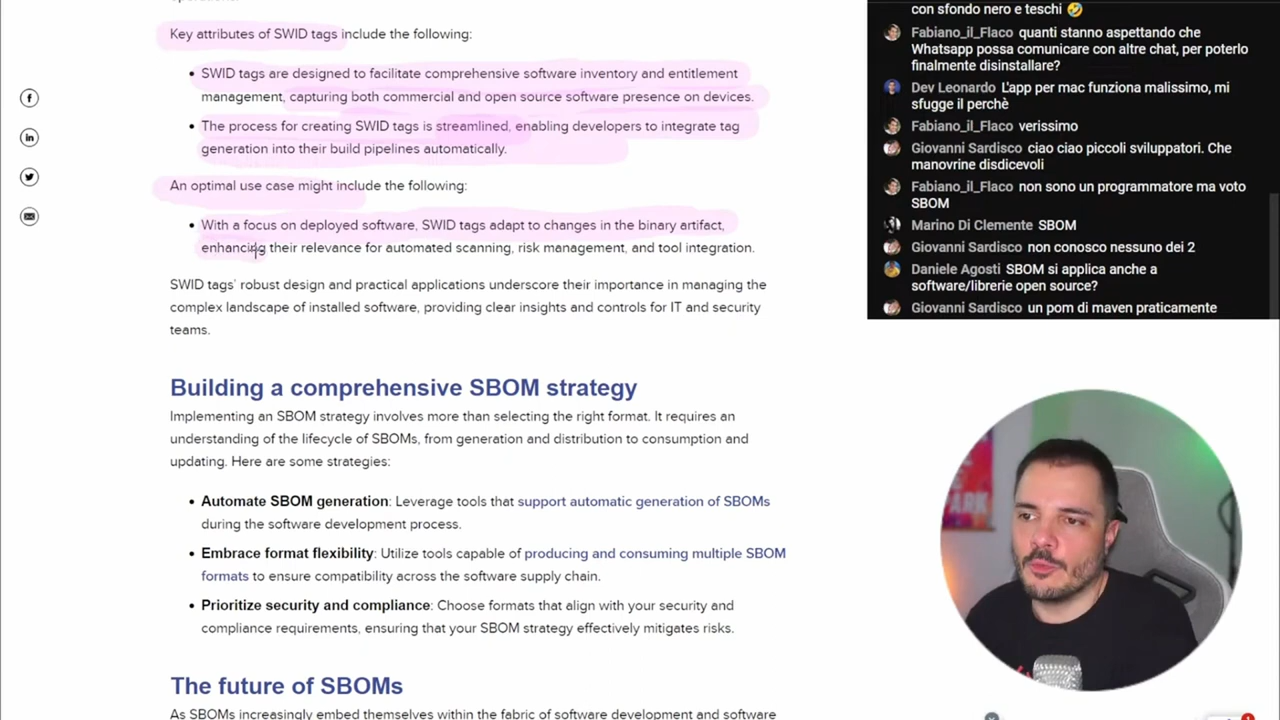 Key attributes of SWID tags include the following:
• SWID tags are designed to facilitate comprehensive software inventory and entitlement
management, capturing both commercial and open source software presence on devices.
• The process for creating SWID tags is streamlined, enabling developers to integrate tag
generation into their build pipelines automatically.
An optimal use case might include the following:
• With a focus on deployed software, SWID tags adapt to changes in the binary artifact,
enhancing their relevance for automated scanning, risk management, and tool integration.
SWID tags’ robust design and practical applications underscore their importance in managing the
complex landscape of installed software, providing clear insights and controls for IT and security
teams.
Building a comprehensive SBOM strategy
Implementing an SBOM strategy involves more than selecting the right format. It requires an
understanding of the lifecycle of SBOMs, from generation and distribution to consumption and
updating. Here are some strategies:
• Automate SBOM generation: Leverage tools that support automatic generation of SBOMs
during the software development process.
• Embrace format flexibility: Utilize tools capable of producing and consuming multiple SBOM
formats to ensure compatibility across the software supply chain.
• Prioritize security and compliance: Choose formats that align with your security and
compliance requirements, ensuring that your SBOM strategy effectively mitigates risks.
The future of SBOMs
As SBOMs increasingly embed themselves within the fabric of software development and software
con sfondo nero e teschi 🤣
Fabiano_il_Flaco quanti stanno aspettando che
Whatsapp possa comunicare con altre chat, per poterlo
finalmente disinstallare?
Dev Leonardo L'app per mac funziona malissimo, mi
sfugge il perchè
Fabiano_il_Flaco verissimo
Giovanni Sardisco ciao ciao piccoli sviluppatori. Che
manovrine disdicevoli
Fabiano_il_Flaco non sono un programmatore ma voto
SBOM
Marino Di Clemente SBOM
Giovanni Sardisco non conosco nessuno dei 2
Daniele Agosti SBOM si applica anche a
software/librerie open source?
Giovanni Sardisco un pom di maven praticamente